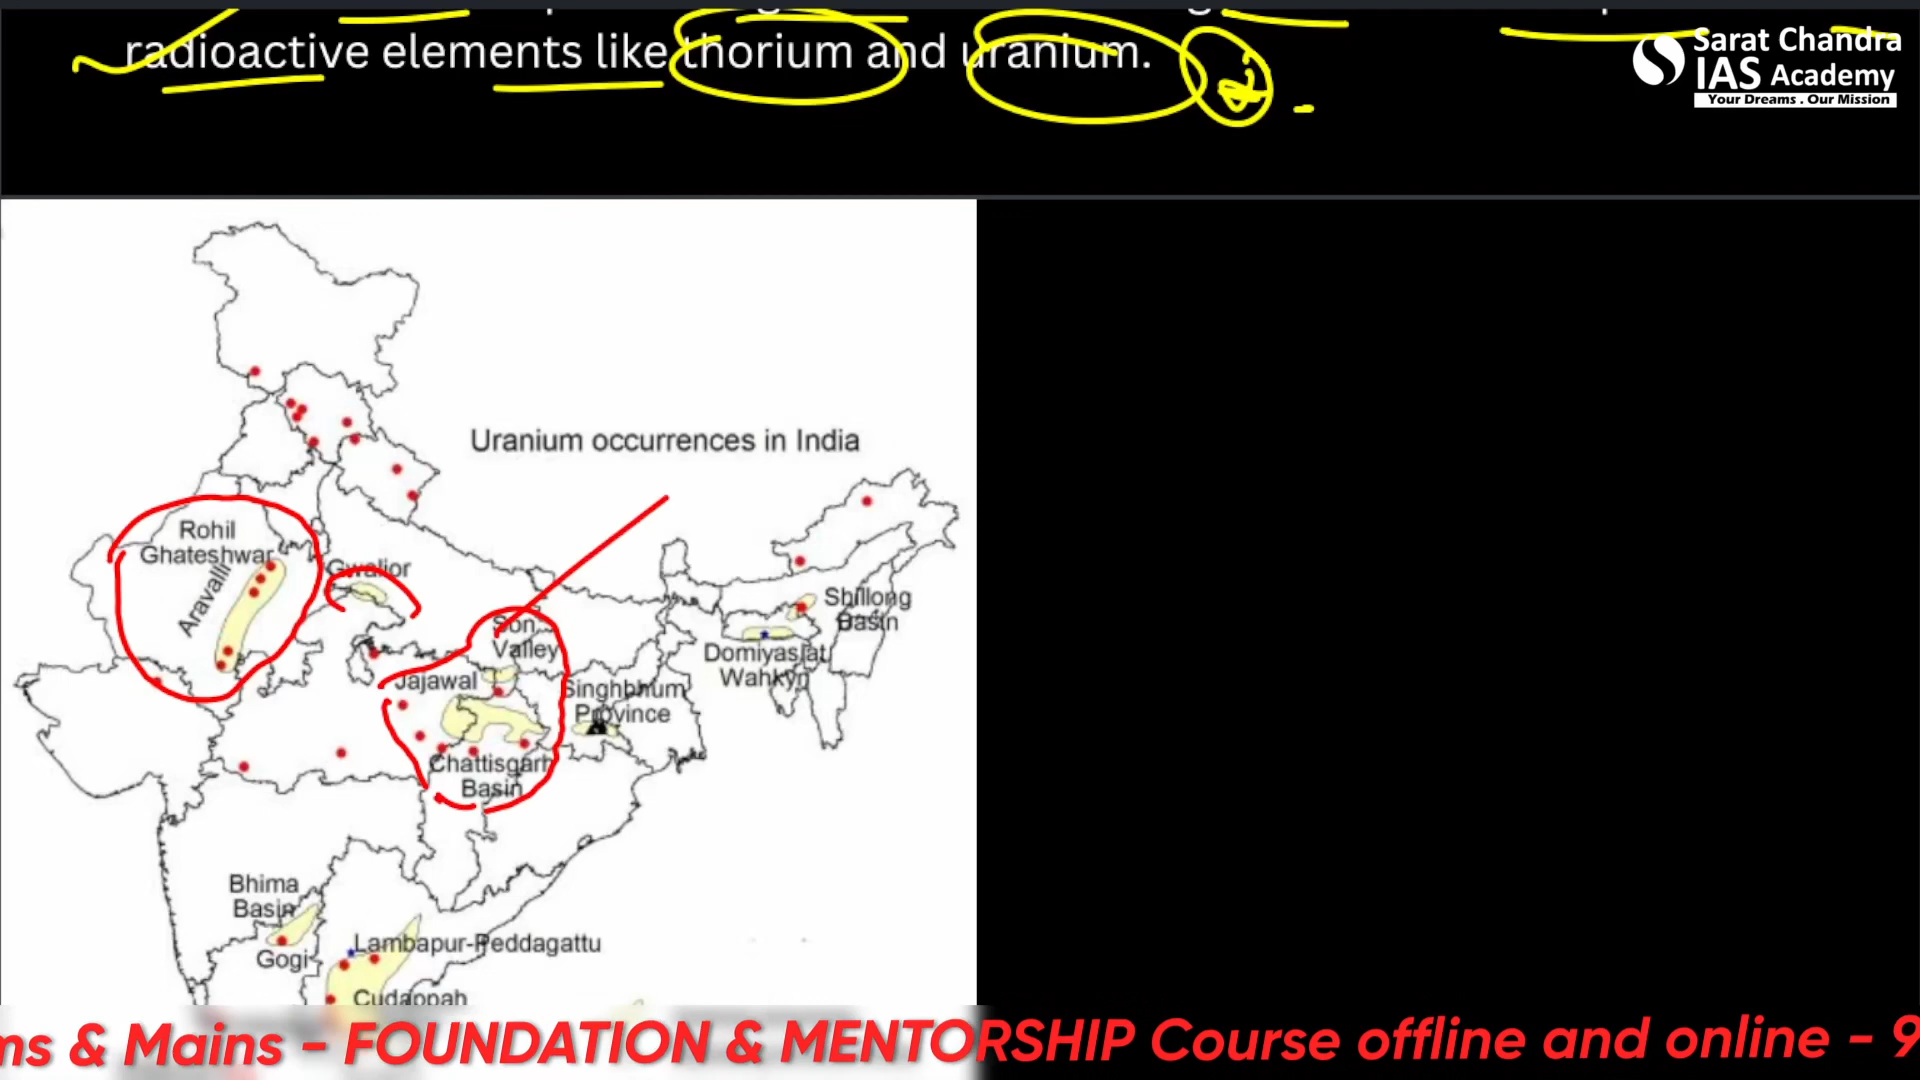 radioactive elements like thorium and uranium.
Sarat Chandra
IAS Academy
Your Dreams . Our Mission
Uranium occurrences in India
Rohil
Ghateshwar
Aravalli
Gwalior
Son
Valley
Jajawal
Singhbhum
Province
Chattisgarh
Basin
Shillong
Basin
Domiyasiat
Wahkyn
Bhima
Basin
Gogi
Lambapur-Peddagattu
Cudappah
ms & Mains - FOUNDATION & MENTORSHIP Course offline and online - 9